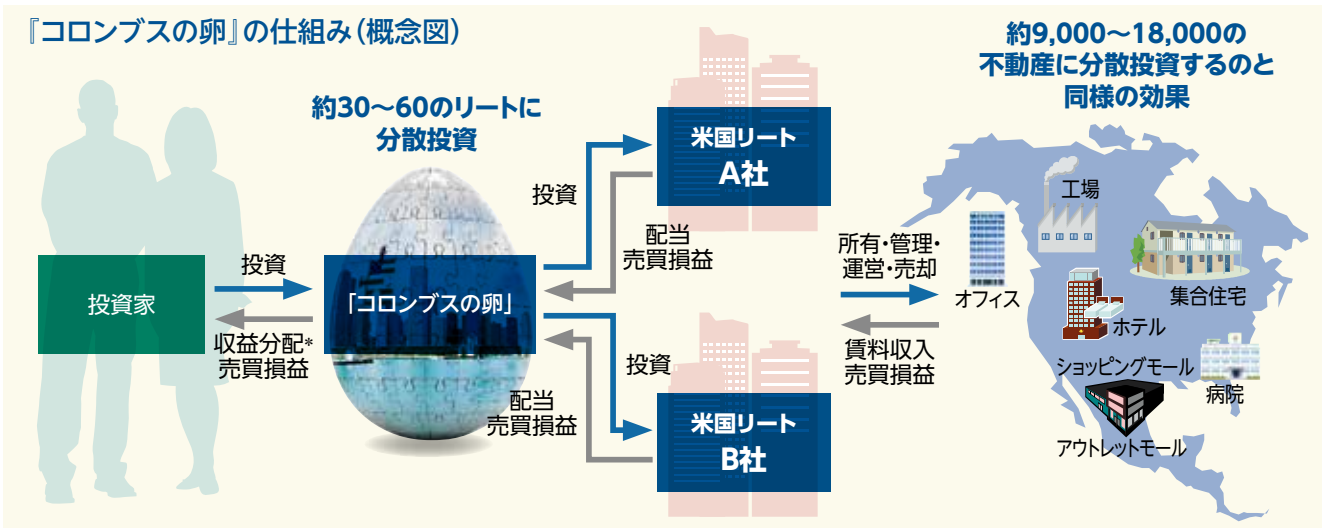 『コロンブスの卵』の仕組み(概念図)
約30~60のリートに
分散投資
約9,000~18,000の
不動産に分散投資するのと
同様の効果
投資家
投資
収益分配*
売買損益
「コロンブスの卵」
投資
配当
売買損益
投資
配当
売買損益
米国リート
A社
米国リート
B社
所有・管理・
運営・売却
賃料収入
売買損益
工場
オフィス
集合住宅
ホテル
ショッピングモール
病院
アウトレットモール